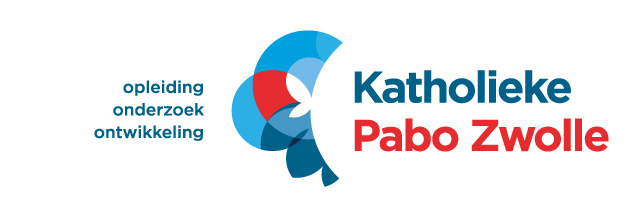 opleiding
onderzoek
ontwikkeling
Katholieke
Pabo Zwolle